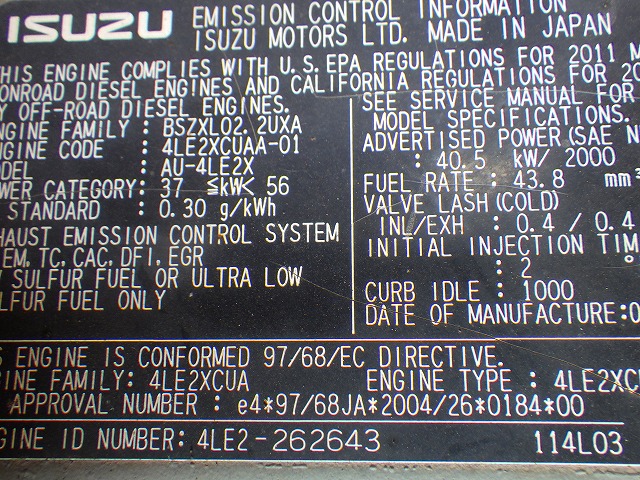 ISUZU EMISSION CONTROL INFORMATION
ISUZU MOTORS LTD. MADE IN JAPAN
THIS ENGINE COMPLIES WITH U.S.EPA REGULATIONS FOR 2011 M
ONROAD DIESEL ENGINES AND CALIFORNIA REGULATIONS FOR 20
Y OFF-ROAD DIESEL ENGINES.
NGINE FAMILY : BSZXL02.2UXA
NGINE CODE : 4LE2XCUAA-01
ODEL : AU-4LE2X
OWER CATEGORY: 37 ≦kW< 56
STANDARD : 0.30 g/kWh
HAUST EMISSION CONTROL SYSTEM
EM, TC, CAC, DFI, EGR
SULFUR FUEL OR ULTRA LOW
LFUR FUEL ONLY
SEE SERVICE MANUAL FOR
MODEL SPECIFICATIONS.
ADVERTISED POWER(SAE N
: 40.5 kW/ 2000
FUEL RATE : 43.8 mm³
VALVE LASH(COLD)
INL/EXH : 0.4 / 0.4
INITIAL INJECTION TIM
: 2 °
CURB IDLE : 1000
DATE OF MANUFACTURE:0
S ENGINE IS CONFORMED 97/68/EC DIRECTIVE.
INE FAMILY: 4LE2XCUA ENGINE TYPE : 4LE2XCU
APPROVAL NUMBER : e4*97/68JA*2004/26*0184*00
GINE ID NUMBER: 4LE2-262643 114L03